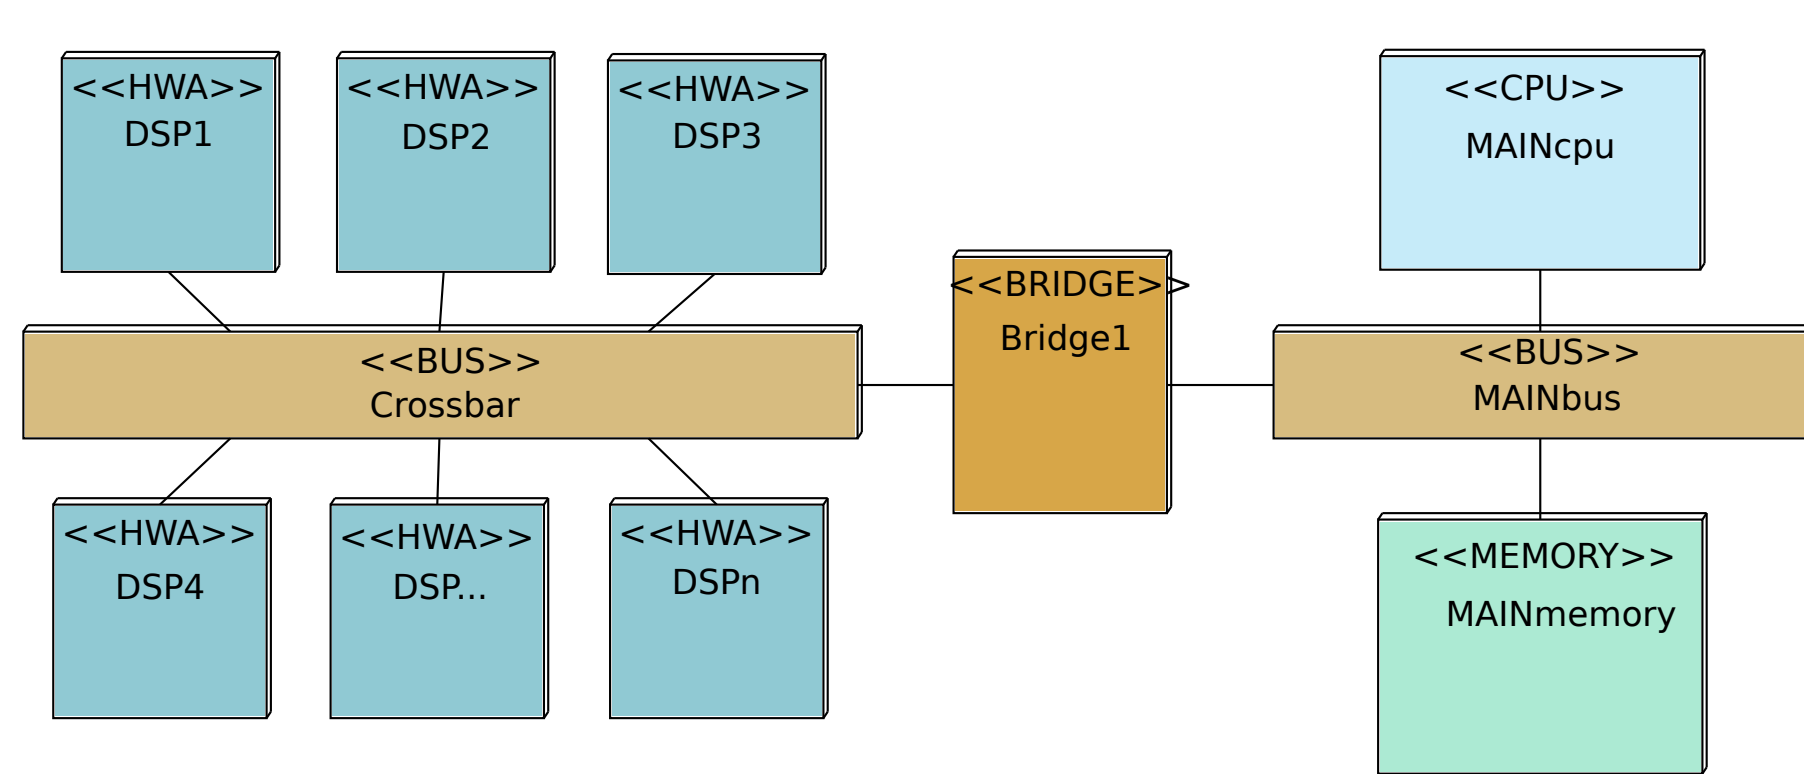 <<HWA>>
DSP1
<<HWA>>
DSP2
<<HWA>>
DSP3
<<CPU>>
MAINcpu
<<BRIDGE>>
Bridge1
<<BUS>>
Crossbar
<<BUS>>
MAINbus
<<HWA>>
DSP4
<<HWA>>
DSP...
<<HWA>>
DSPn
<<MEMORY>>
MAINmemory